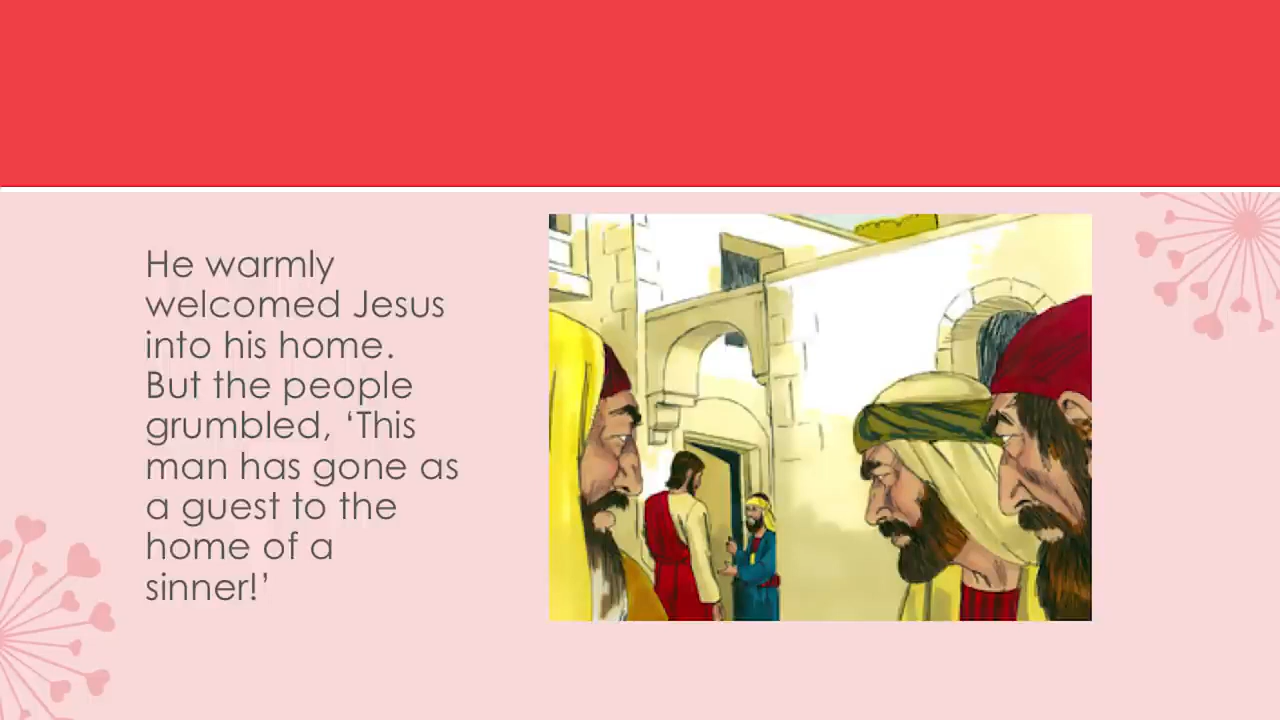 He warmly
welcomed Jesus
into his home.
But the people
grumbled, ‘This
man has gone as
a guest to the
home of a
sinner!’